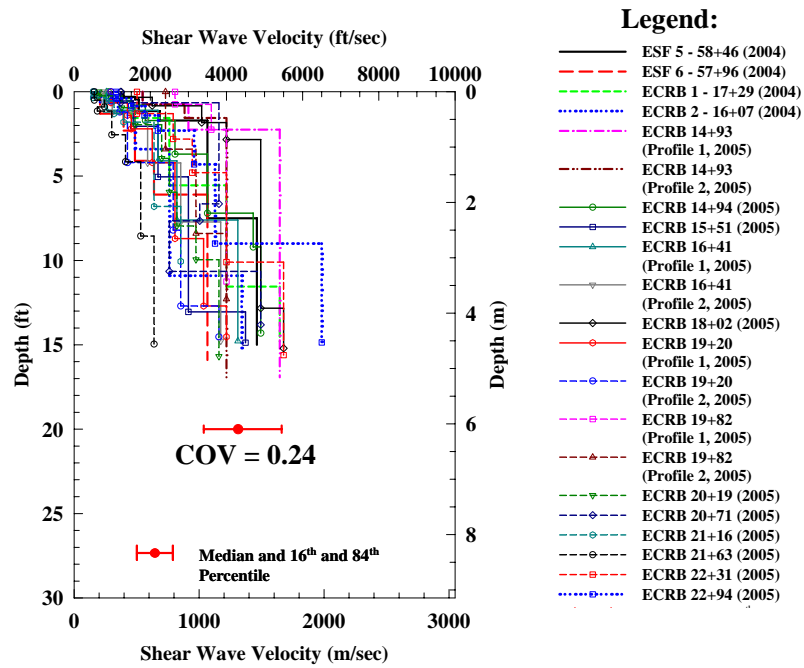 Shear Wave Velocity (ft/sec)
0 2000 4000 6000 8000 10000
Depth (ft)
0
5
10
15
20
25
30
Depth (m)
0
2
4
6
8
COV = 0.24
Median and 16th and 84th
Percentile
0 1000 2000 3000
Shear Wave Velocity (m/sec)
Legend:
ESF 5 - 58+46 (2004)
ESF 6 - 57+96 (2004)
ECRB 1 - 17+29 (2004)
ECRB 2 - 16+07 (2004)
ECRB 14+93
(Profile 1, 2005)
ECRB 14+93
(Profile 2, 2005)
ECRB 14+94 (2005)
ECRB 15+51 (2005)
ECRB 16+41
(Profile 1, 2005)
ECRB 16+41
(Profile 2, 2005)
ECRB 18+02 (2005)
ECRB 19+20
(Profile 1, 2005)
ECRB 19+20
(Profile 2, 2005)
ECRB 19+82
(Profile 1, 2005)
ECRB 19+82
(Profile 2, 2005)
ECRB 20+19 (2005)
ECRB 20+71 (2005)
ECRB 21+16 (2005)
ECRB 21+63 (2005)
ECRB 22+31 (2005)
ECRB 22+94 (2005)